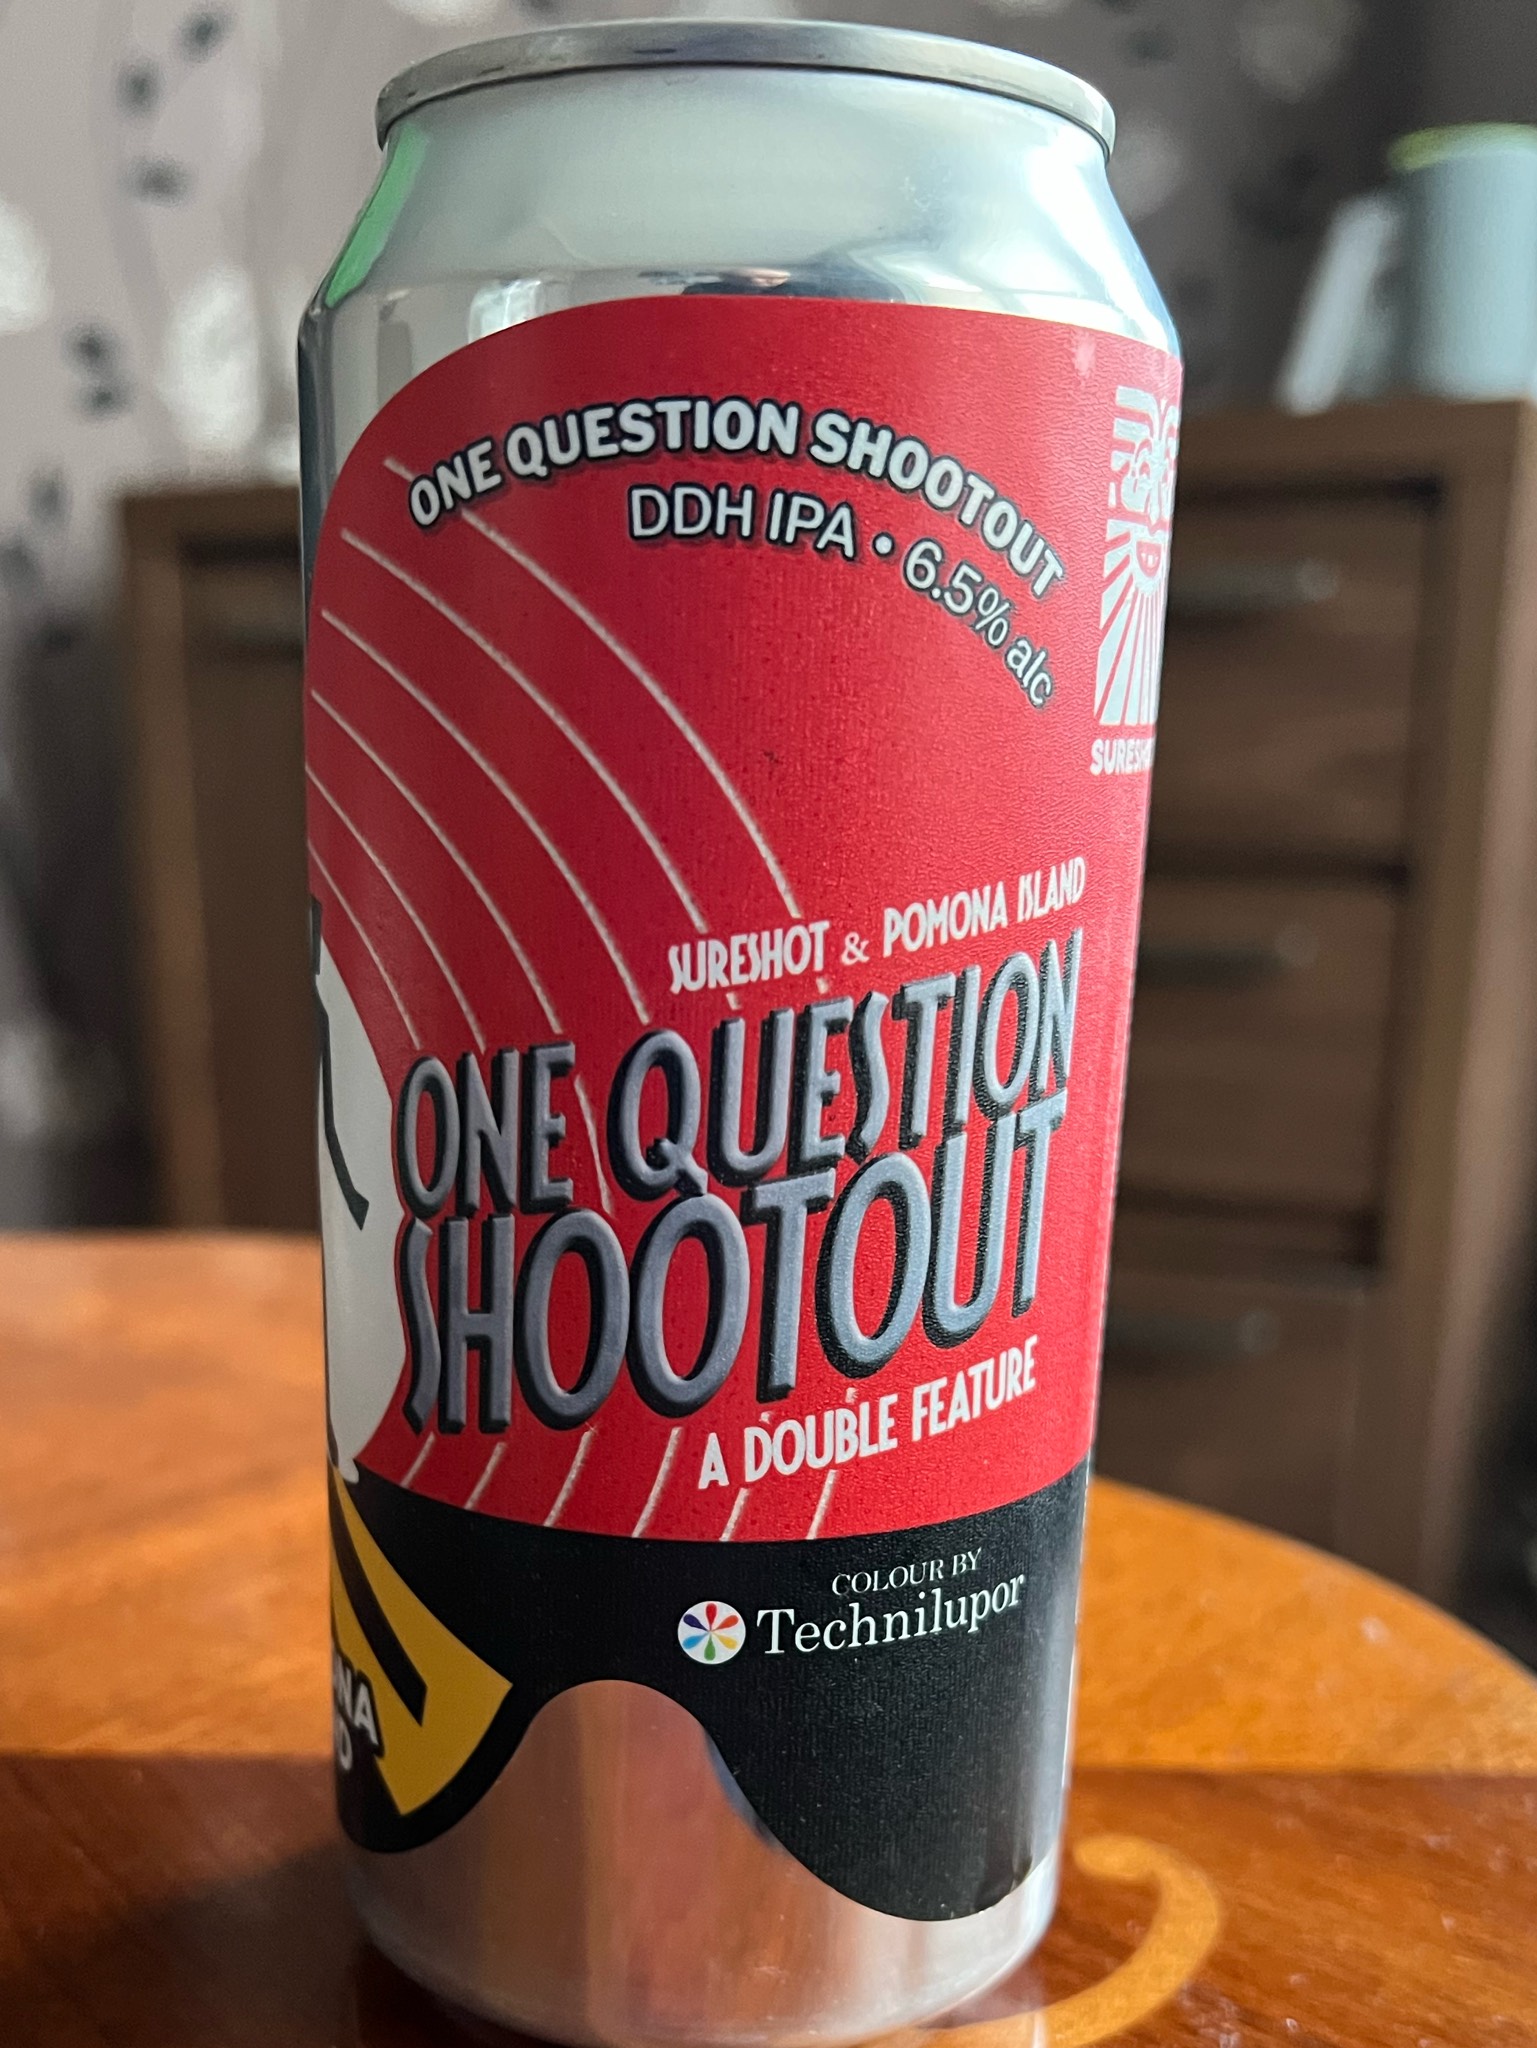 ONE QUESTION SHOOTOUT
DDH IPA • 6.5% alc
SURESHOT & POMONA ISLAND
ONE QUESTION
SHOOTOUT
A DOUBLE FEATURE
COLOUR BY
Technilupor